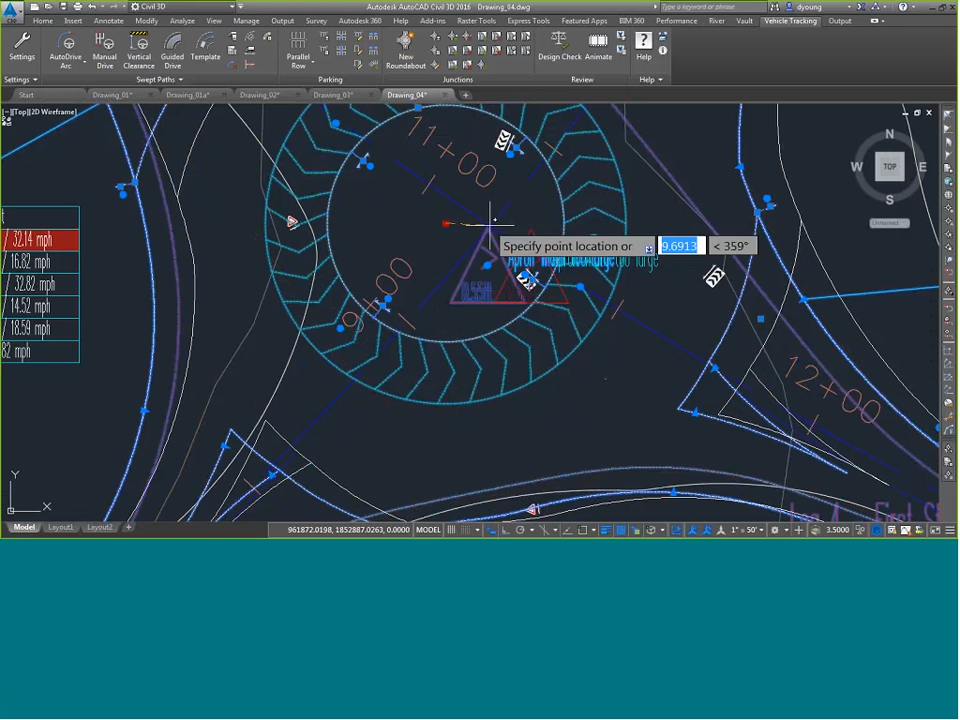 Civil 3D
Autodesk AutoCAD Civil 3D 2016 Drawing_04.dwg
Type a keyword or phrase
dyoung
Home
Insert
Annotate
Modify
Analyze
View
Manage
Output
Survey
Autodesk 360
Help
Add-ins
Raster Tools
Express Tools
Featured Apps
BIM 360
Performance
River
Vault
Vehicle Tracking
Output
Settings
AutoDrive Arc
Manual Drive
Vertical Clearance
Guided Drive
Template
Parallel Row
New Roundabout
Design Check
Animate
Help
Settings
Swept Paths
Parking
Junctions
Review
Help
Start
Drawing_01*
Drawing_01a*
Drawing_02*
Drawing_03*
Drawing_04*
[−][Top][2D Wireframe]
N
W
TOP
E
S
Unnamed
11+00
9+00
12+00
t
/ 32.14 mph
/ 16.82 mph
/ 32.82 mph
/ 14.52 mph
/ 18.59 mph
82 mph
Specify point location or
9.6913
< 359°
too large
Y
X
Model
Layout1
Layout2
961872.0198, 1852887.0263, 0.0000
MODEL
1" = 50'
3.5000